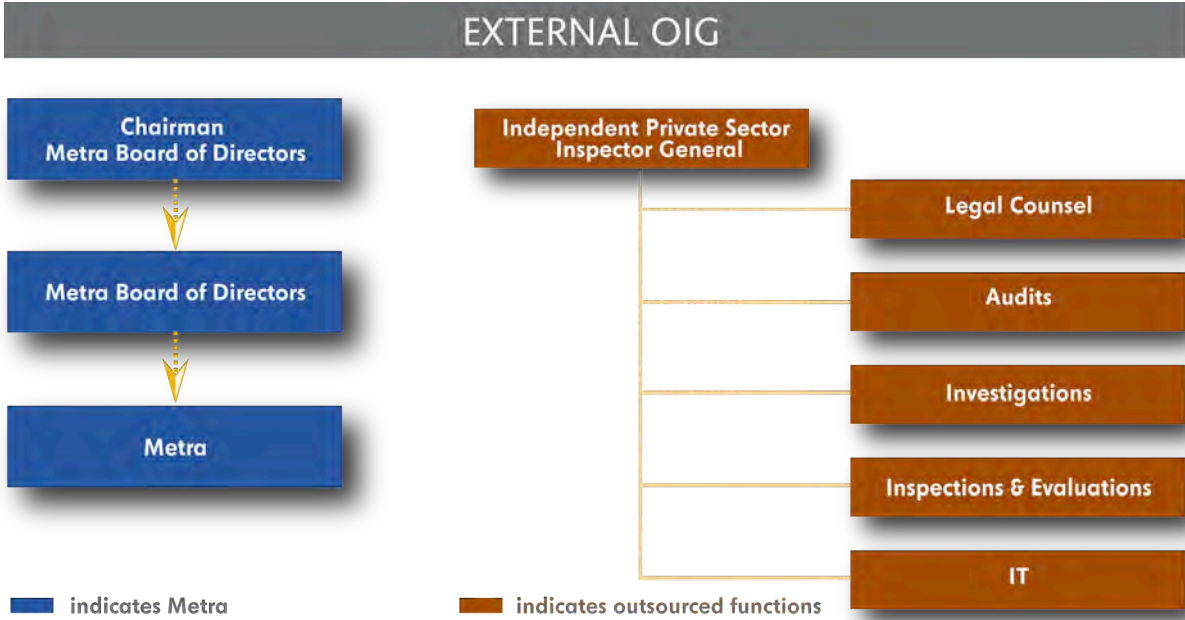 EXTERNAL OIG
Chairman
Metra Board of Directors
Metra Board of Directors
Metra
Independent Private Sector
Inspector General
Legal Counsel
Audits
Investigations
Inspections & Evaluations
IT
indicates Metra
indicates outsourced functions